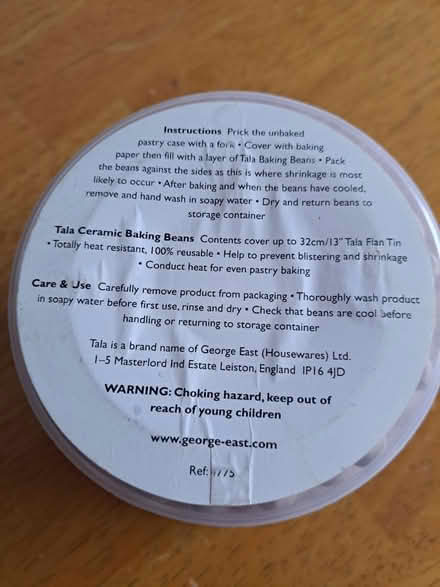 Instructions Prick the unbaked
pastry case with a fork • Cover with baking
paper then fill with a layer of Tala Baking Beans • Pack
the beans against the sides as this is where shrinkage is most
likely to occur • After baking and when the beans have cooled,
remove and hand wash in soapy water • Dry and return beans to
storage container
Tala Ceramic Baking Beans Contents cover up to 32cm/13" Tala Flan Tin
• Totally heat resistant, 100% reusable • Help to prevent blistering and shrinkage
• Conduct heat for even pastry baking
Care & Use Carefully remove product from packaging • Thoroughly wash product
in soapy water before first use, rinse and dry • Check that beans are cool before
handling or returning to storage container
Tala is a brand name of George East (Housewares) Ltd.
1–5 Masterlord Ind Estate Leiston, England IP16 4JD
WARNING: Choking hazard, keep out of
reach of young children
www.george-east.com
Ref: